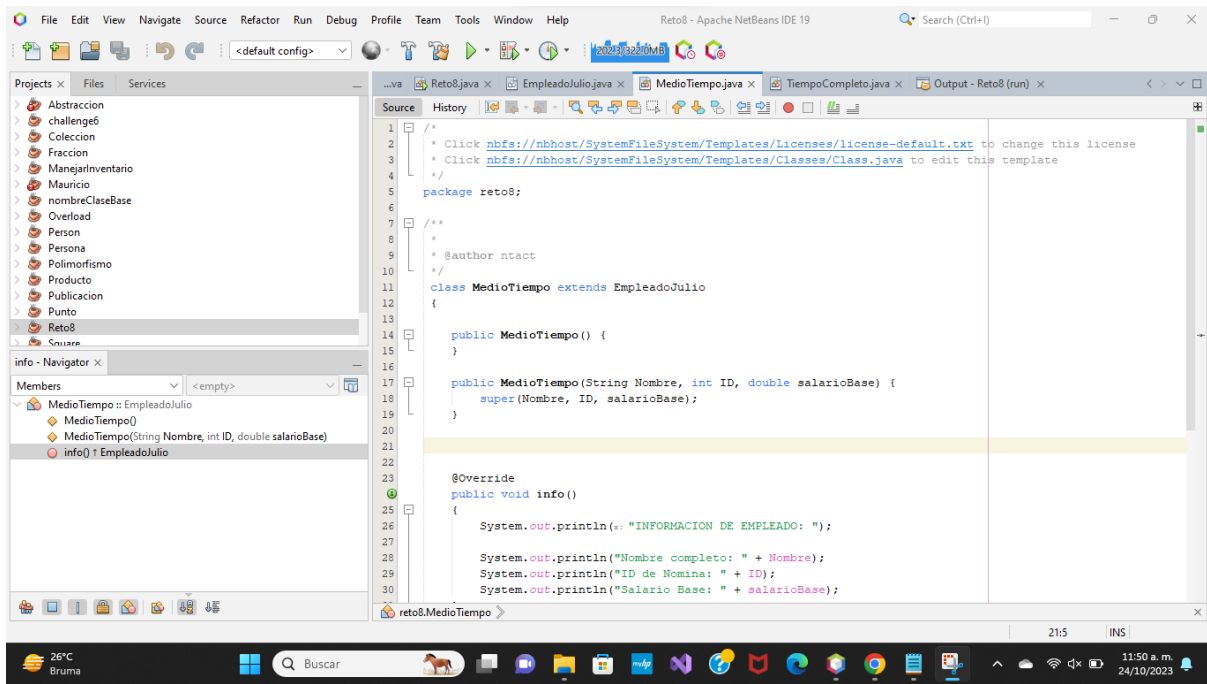 File Edit View Navigate Source Refactor Run Debug Profile Team Tools Window Help Reto8 - Apache NetBeans IDE 19 Search (Ctrl+I)
<default config> 202.3/322.0MB
Projects Files Services
Abstraccion
challenge6
Coleccion
Fraccion
ManejarInventario
Mauricio
nombreClaseBase
Overload
Person
Persona
Polimorfismo
Producto
Publicacion
Punto
Reto8
Square
info - Navigator
Members <empty>
MedioTiempo :: EmpleadoJulio
MedioTiempo()
MedioTiempo(String Nombre, int ID, double salarioBase)
info() ↑ EmpleadoJulio
...va Reto8.java EmpleadoJulio.java MedioTiempo.java TiempoCompleto.java Output - Reto8 (run)
Source History
1 /*
2 * Click nbfs://nbhost/SystemFileSystem/Templates/Licenses/license-default.txt to change this license
3 * Click nbfs://nbhost/SystemFileSystem/Templates/Classes/Class.java to edit this template
4 */
5 package reto8;
6
7 /**
8 *
9 * @author ntact
10 */
11 class MedioTiempo extends EmpleadoJulio
12 {
13
14 public MedioTiempo() {
15 }
16
17 public MedioTiempo(String Nombre, int ID, double salarioBase) {
18 super(Nombre, ID, salarioBase);
19 }
20
21
22
23 @Override
public void info()
25 {
26 System.out.println(x: "INFORMACION DE EMPLEADO: ");
27
28 System.out.println("Nombre completo: " + Nombre);
29 System.out.println("ID de Nomina: " + ID);
30 System.out.println("Salario Base: " + salarioBase);
reto8.MedioTiempo
21:5 INS
26°C
Bruma
Buscar
11:50 a. m.
24/10/2023